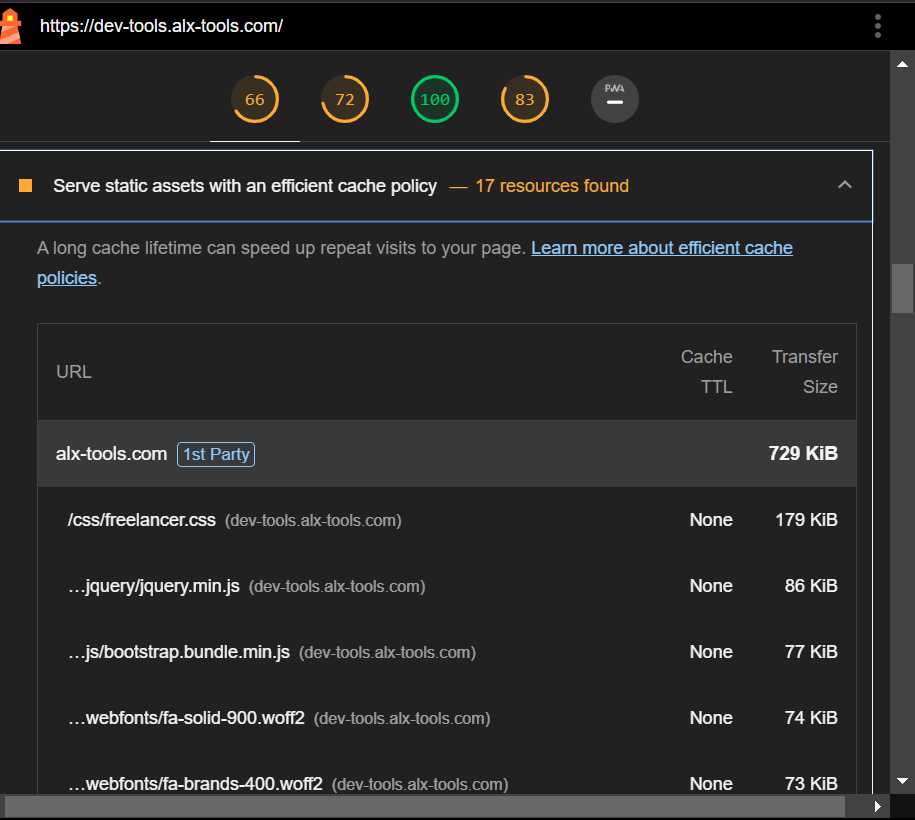 https://dev-tools.alx-tools.com/
66 72 100 83 PWA
Serve static assets with an efficient cache policy — 17 resources found
A long cache lifetime can speed up repeat visits to your page. Learn more about efficient cache
policies.
URL Cache TTL Transfer Size
alx-tools.com 1st Party 729 KiB
/css/freelancer.css (dev-tools.alx-tools.com) None 179 KiB
…jquery/jquery.min.js (dev-tools.alx-tools.com) None 86 KiB
…js/bootstrap.bundle.min.js (dev-tools.alx-tools.com) None 77 KiB
…webfonts/fa-solid-900.woff2 (dev-tools.alx-tools.com) None 74 KiB
…webfonts/fa-brands-400.woff2 (dev-tools.alx-tools.com) None 73 KiB